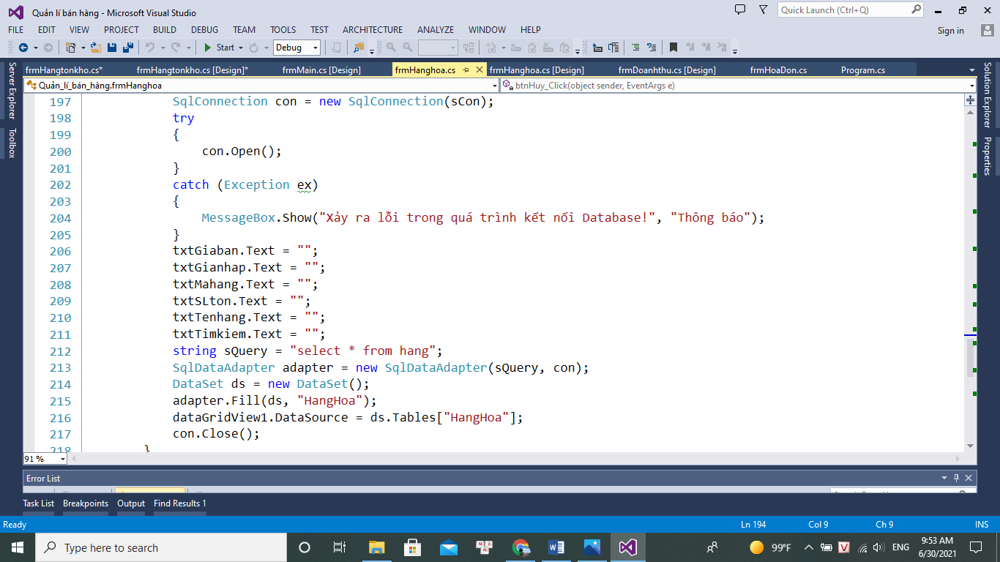 Quản lí bán hàng - Microsoft Visual Studio
Quick Launch (Ctrl+Q)
FILE EDIT VIEW PROJECT BUILD DEBUG TEAM TOOLS TEST ARCHITECTURE ANALYZE WINDOW HELP
Sign in
Start Debug
frmHangtonkho.cs* frmHangtonkho.cs [Design]* frmMain.cs [Design] frmHanghoa.cs frmHanghoa.cs [Design] frmDoanhthu.cs [Design] frmHoaDon.cs Program.cs
Quản_lí_bán_hàng.frmHanghoa btnHuy_Click(object sender, EventArgs e)
Server Explorer
Toolbox
Solution Explorer
Properties
197 SqlConnection con = new SqlConnection(sCon);
198 try
199 {
200 con.Open();
201 }
202 catch (Exception ex)
203 {
204 MessageBox.Show("Xảy ra lỗi trong quá trình kết nối Database!", "Thông báo");
205 }
206 txtGiaban.Text = "";
207 txtGianhap.Text = "";
208 txtMahang.Text = "";
209 txtSLton.Text = "";
210 txtTenhang.Text = "";
211 txtTimkiem.Text = "";
212 string sQuery = "select * from hang";
213 SqlDataAdapter adapter = new SqlDataAdapter(sQuery, con);
214 DataSet ds = new DataSet();
215 adapter.Fill(ds, "HangHoa");
216 dataGridView1.DataSource = ds.Tables["HangHoa"];
217 con.Close();
218 }
91 %
Error List
Task List Breakpoints Output Find Results 1
Ready Ln 194 Col 9 Ch 9 INS
Type here to search
99°F ENG
9:53 AM
6/30/2021